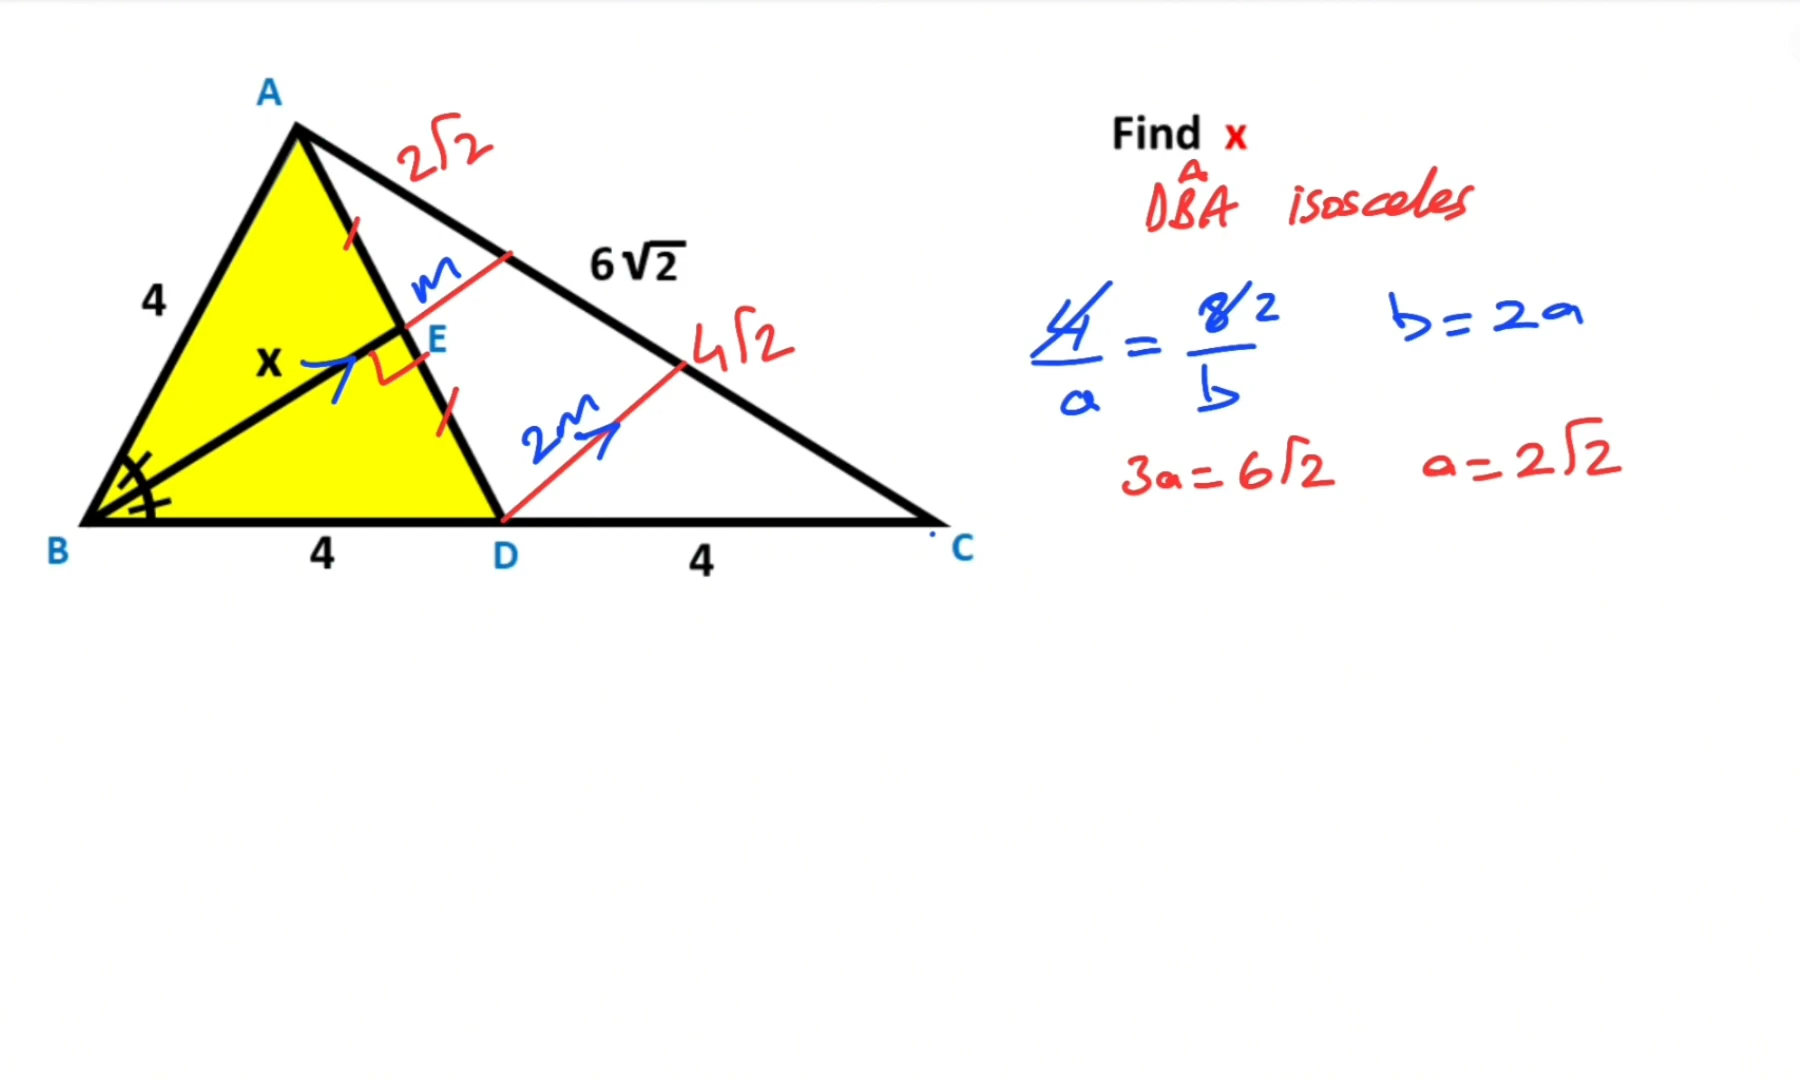 A
Find x
2√2
DBA isosceles
4
6√2
m
E
x
4√2
4/a = 8 2/b
b = 2a
2m
3a = 6√2
a = 2√2
B
4
D
4
C